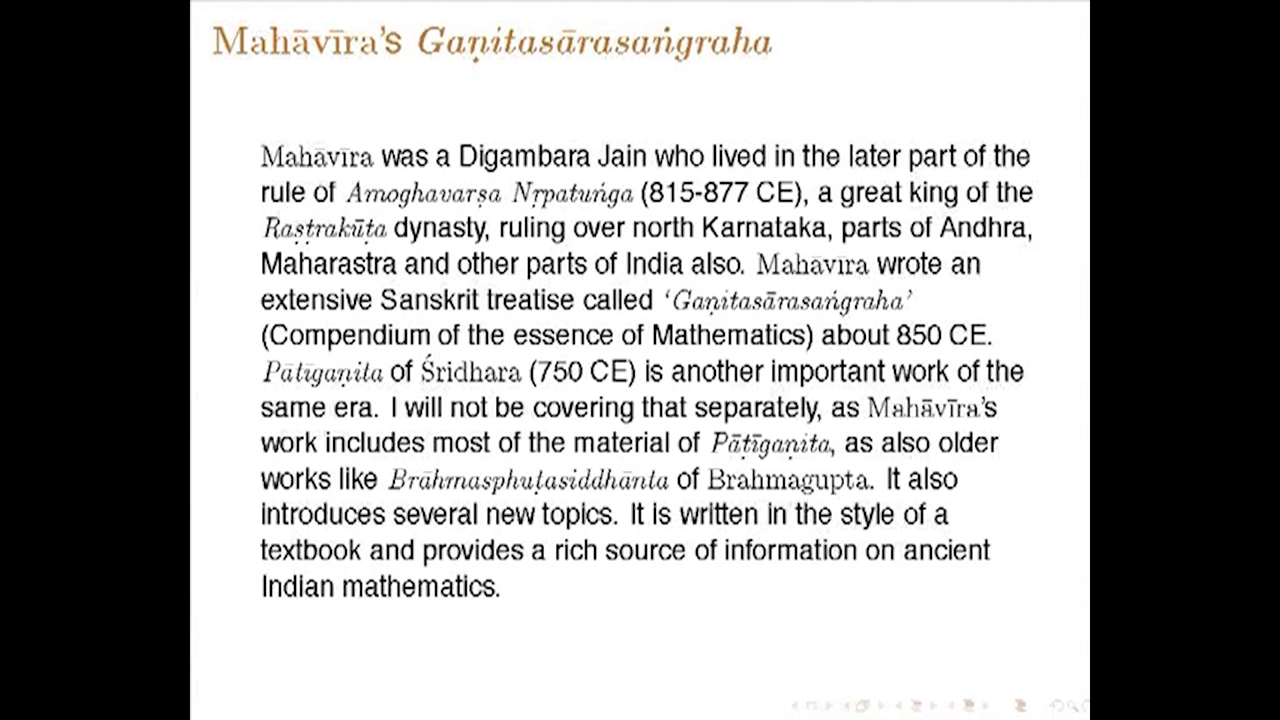 Mahāvīra's Gaṇitasārasaṅgraha
Mahāvīra was a Digambara Jain who lived in the later part of the
rule of Amoghavarṣa Nṛpatuṅga (815-877 CE), a great king of the
Raṣṭrakūṭa dynasty, ruling over north Karnataka, parts of Andhra,
Maharastra and other parts of India also. Mahāvīra wrote an
extensive Sanskrit treatise called ‘Gaṇitasārasaṅgraha’
(Compendium of the essence of Mathematics) about 850 CE.
Pāṭīgaṇita of Śridhara (750 CE) is another important work of the
same era. I will not be covering that separately, as Mahāvīra's
work includes most of the material of Pāṭīgaṇita, as also older
works like Brāhmasphuṭasiddhānta of Brahmagupta. It also
introduces several new topics. It is written in the style of a
textbook and provides a rich source of information on ancient
Indian mathematics.